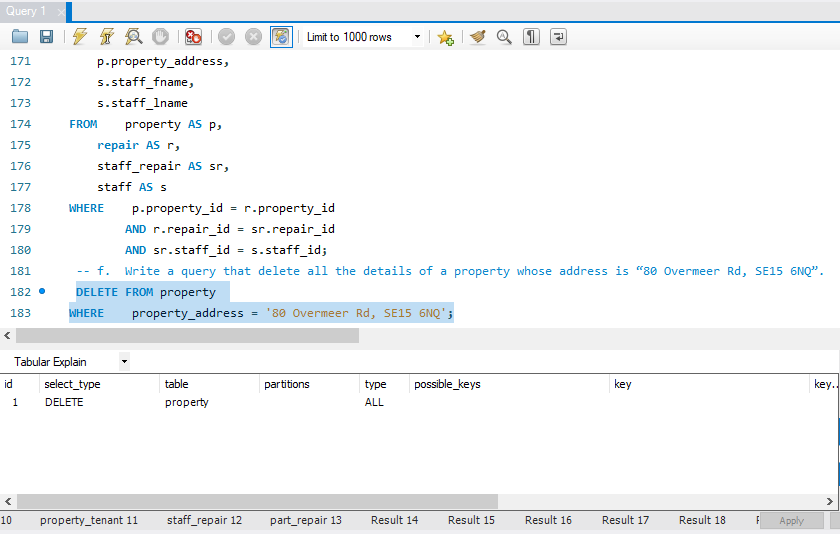 Query 1
Limit to 1000 rows
171 p.property_address,
172 s.staff_fname,
173 s.staff_lname
174 FROM property AS p,
175 repair AS r,
176 staff_repair AS sr,
177 staff AS s
178 WHERE p.property_id = r.property_id
179 AND r.repair_id = sr.repair_id
180 AND sr.staff_id = s.staff_id;
181 -- f. Write a query that delete all the details of a property whose address is “80 Overmeer Rd, SE15 6NQ”.
182 DELETE FROM property
183 WHERE property_address = '80 Overmeer Rd, SE15 6NQ';
Tabular Explain
id select_type table partitions type possible_keys key key...
1 DELETE property ALL
10 property_tenant 11 staff_repair 12 part_repair 13 Result 14 Result 15 Result 16 Result 17 Result 18 Apply